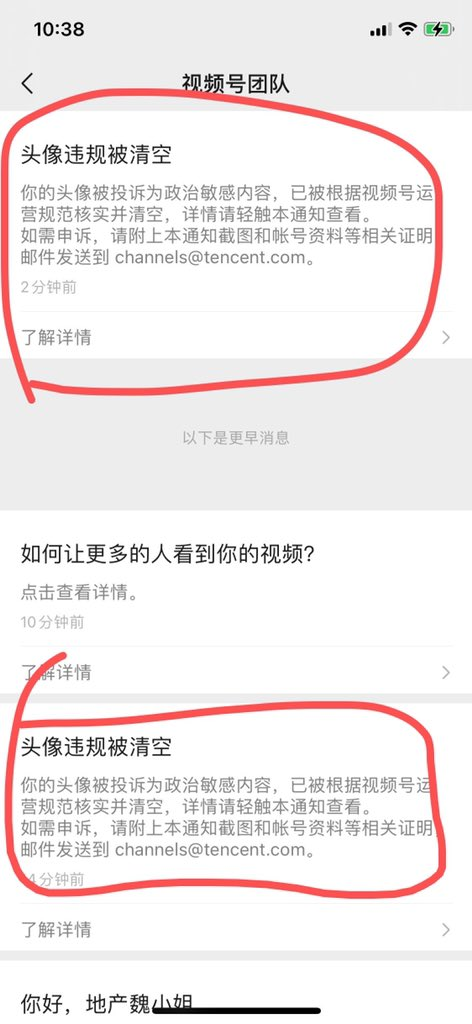 10:38
视频号团队
头像违规被清空
你的头像被投诉为政治敏感内容，已被根据视频号运
营规范核实并清空，详情请轻触本通知查看。
如需申诉，请附上本通知截图和帐号资料等相关证明
邮件发送到 channels@tencent.com。
2分钟前
了解详情
以下是更早消息
如何让更多的人看到你的视频？
点击查看详情。
10分钟前
了解详情
头像违规被清空
你的头像被投诉为政治敏感内容，已被根据视频号运
营规范核实并清空，详情请轻触本通知查看。
如需申诉，请附上本通知截图和帐号资料等相关证明
邮件发送到 channels@tencent.com。
4分钟前
了解详情
你好，地产魏小姐